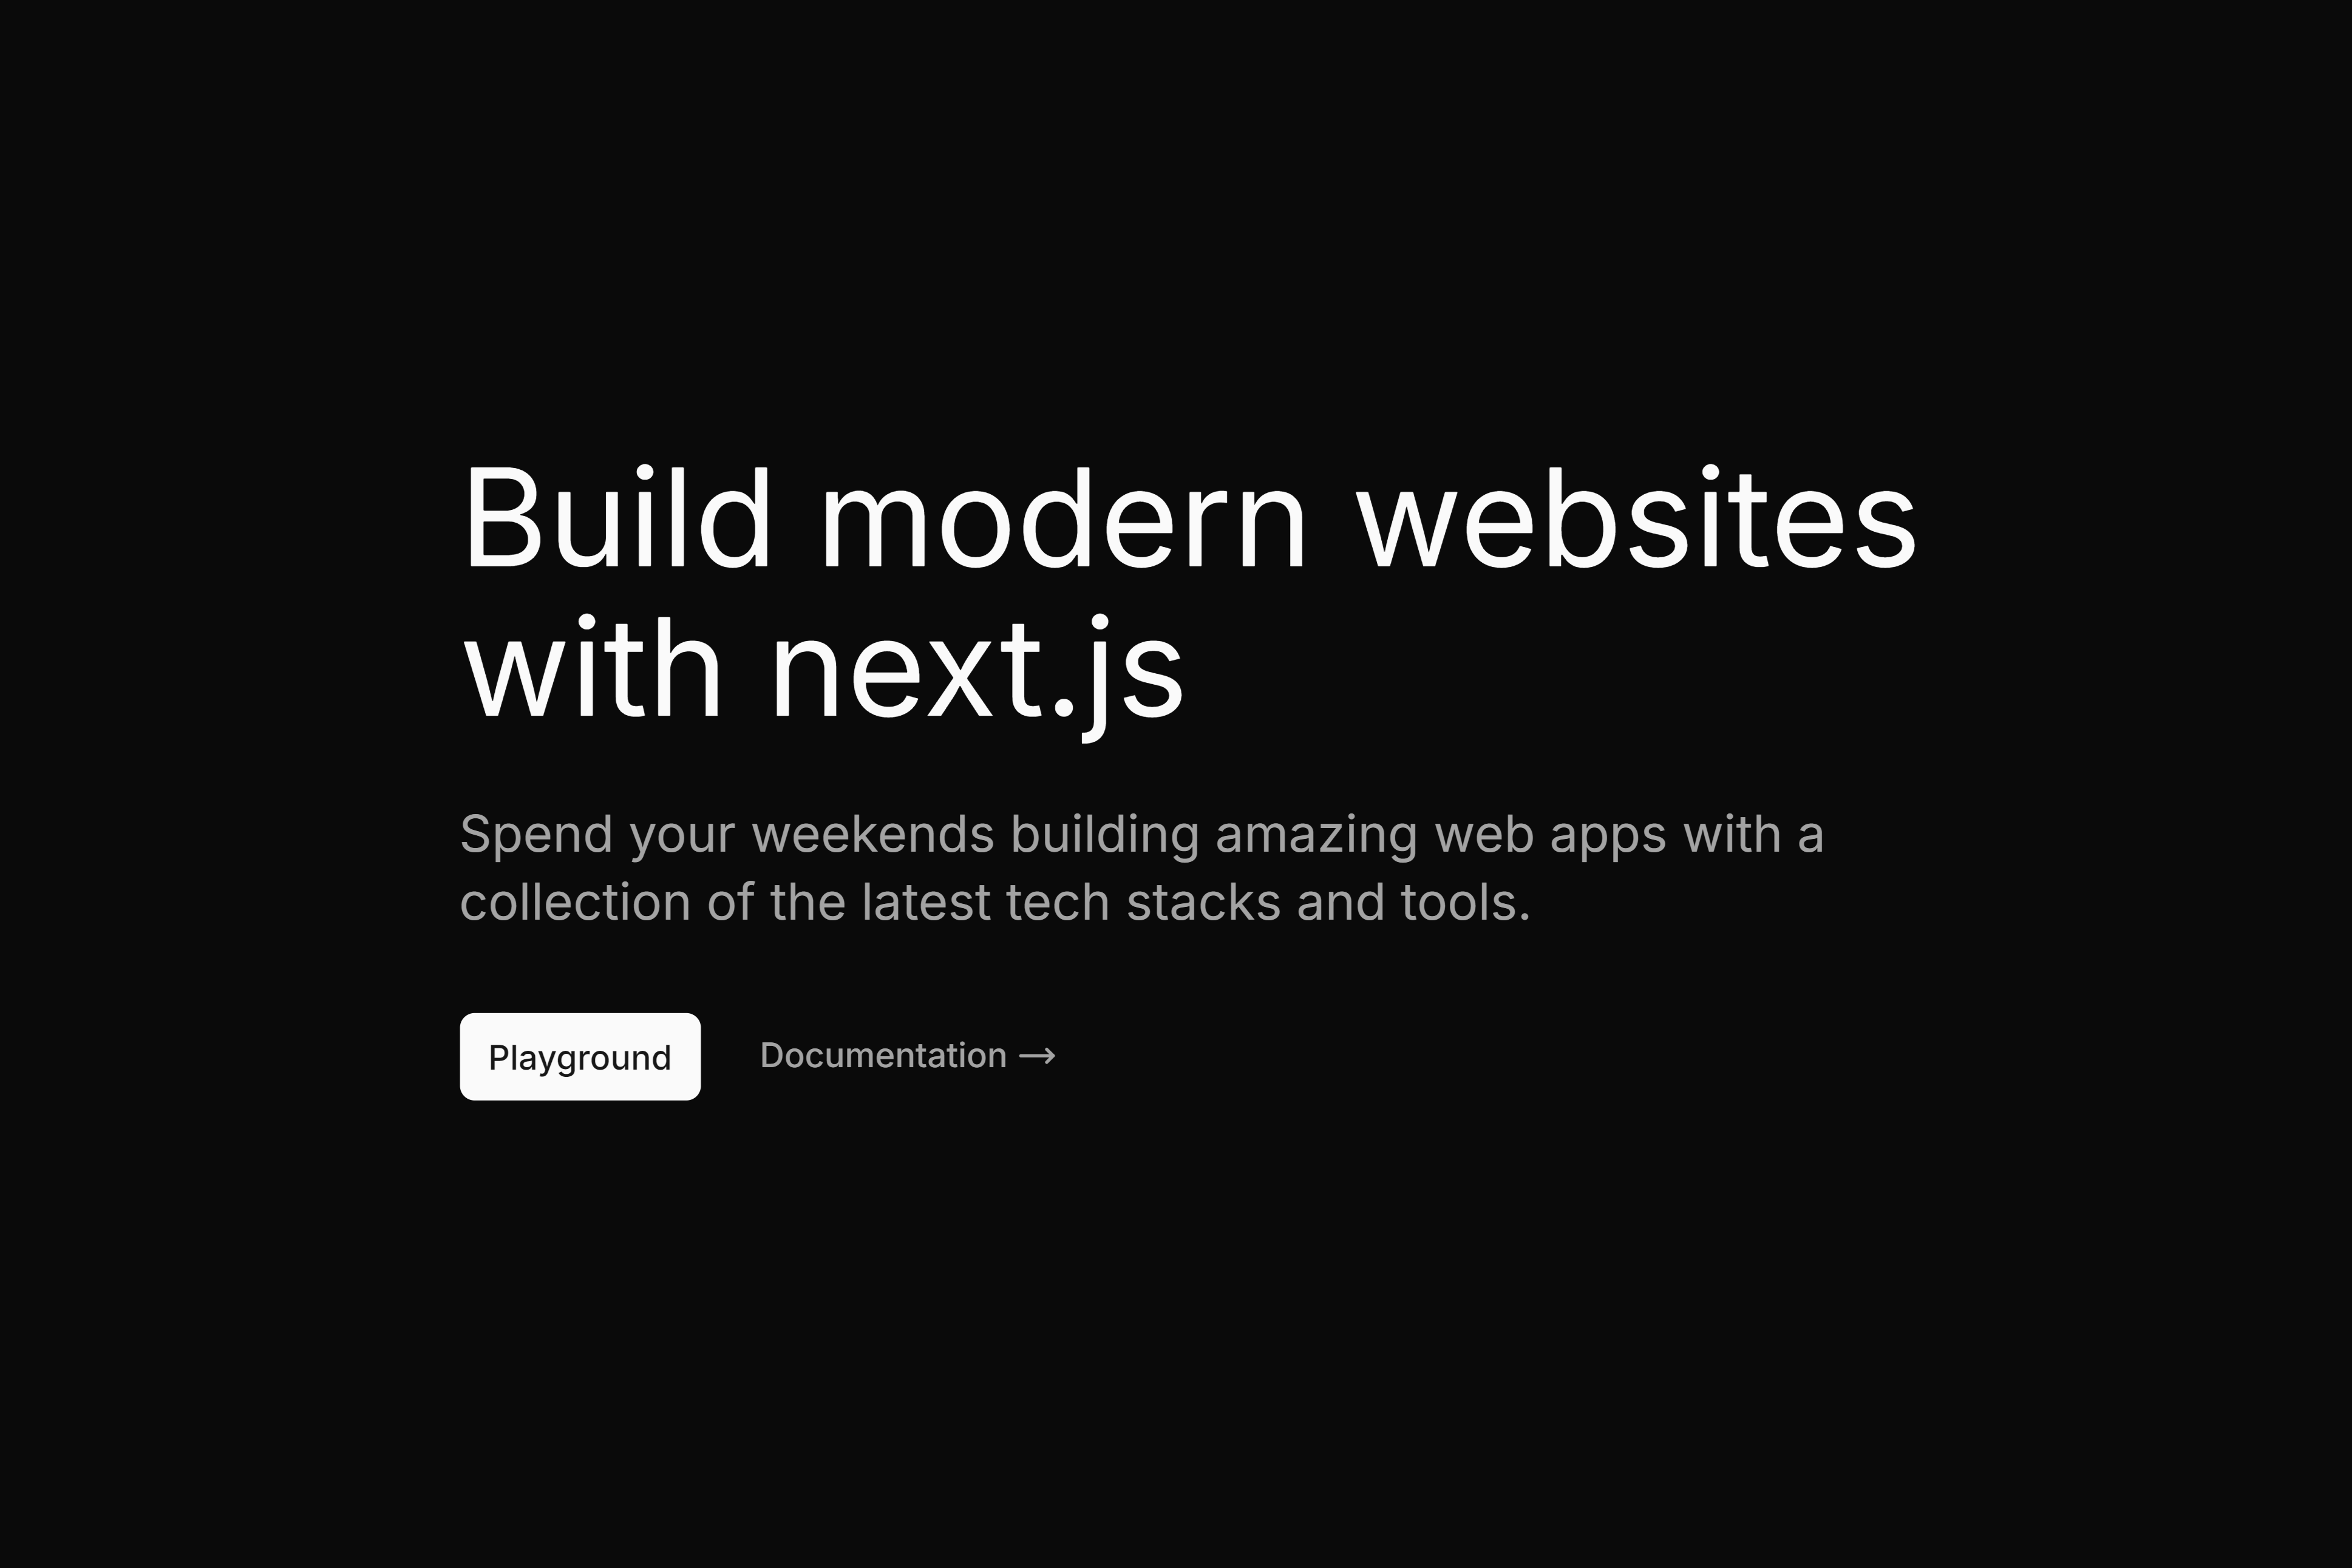 Build modern websites
with next.js
Spend your weekends building amazing web apps with a
collection of the latest tech stacks and tools.
Playground
Documentation →